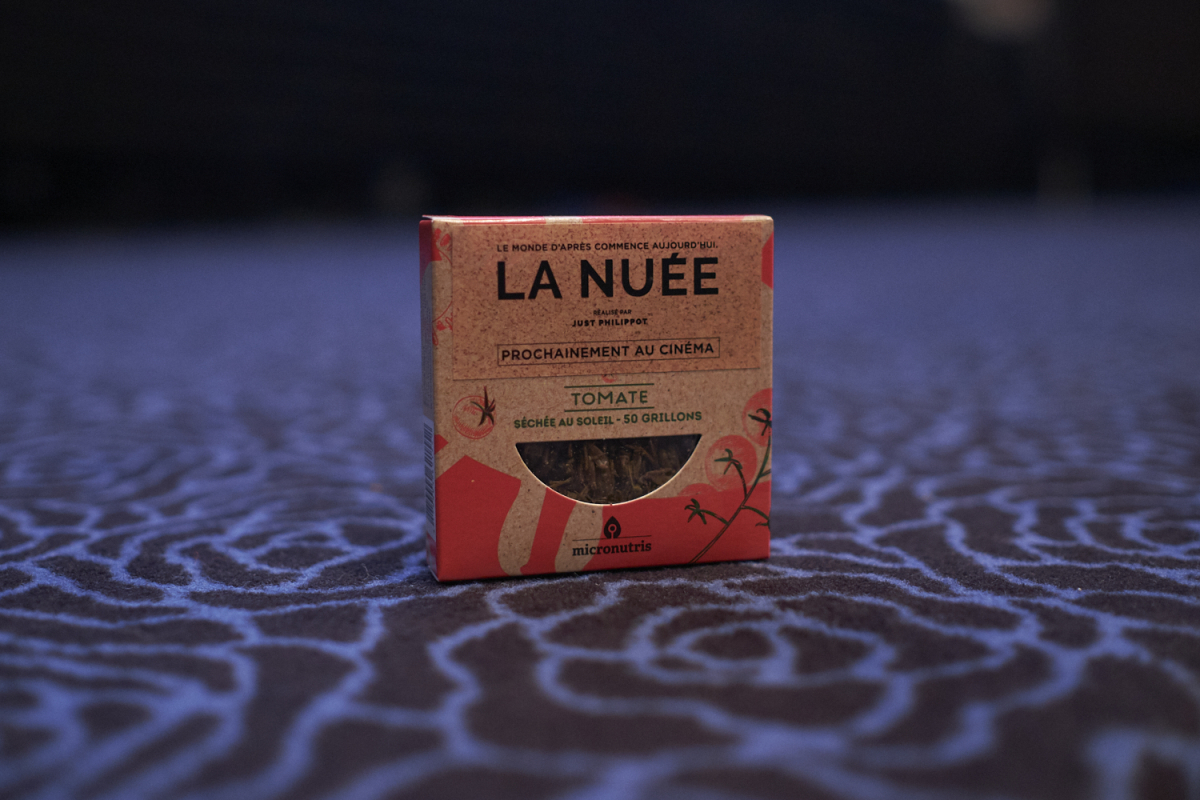 LE MONDE D'APRÈS COMMENCE AUJOURD'HUI.
LA NUÉE
RÉALISÉ PAR
JUST PHILIPPOT
PROCHAINEMENT AU CINÉMA
TOMATE
SÉCHÉE AU SOLEIL - 50 GRILLONS
micronutris